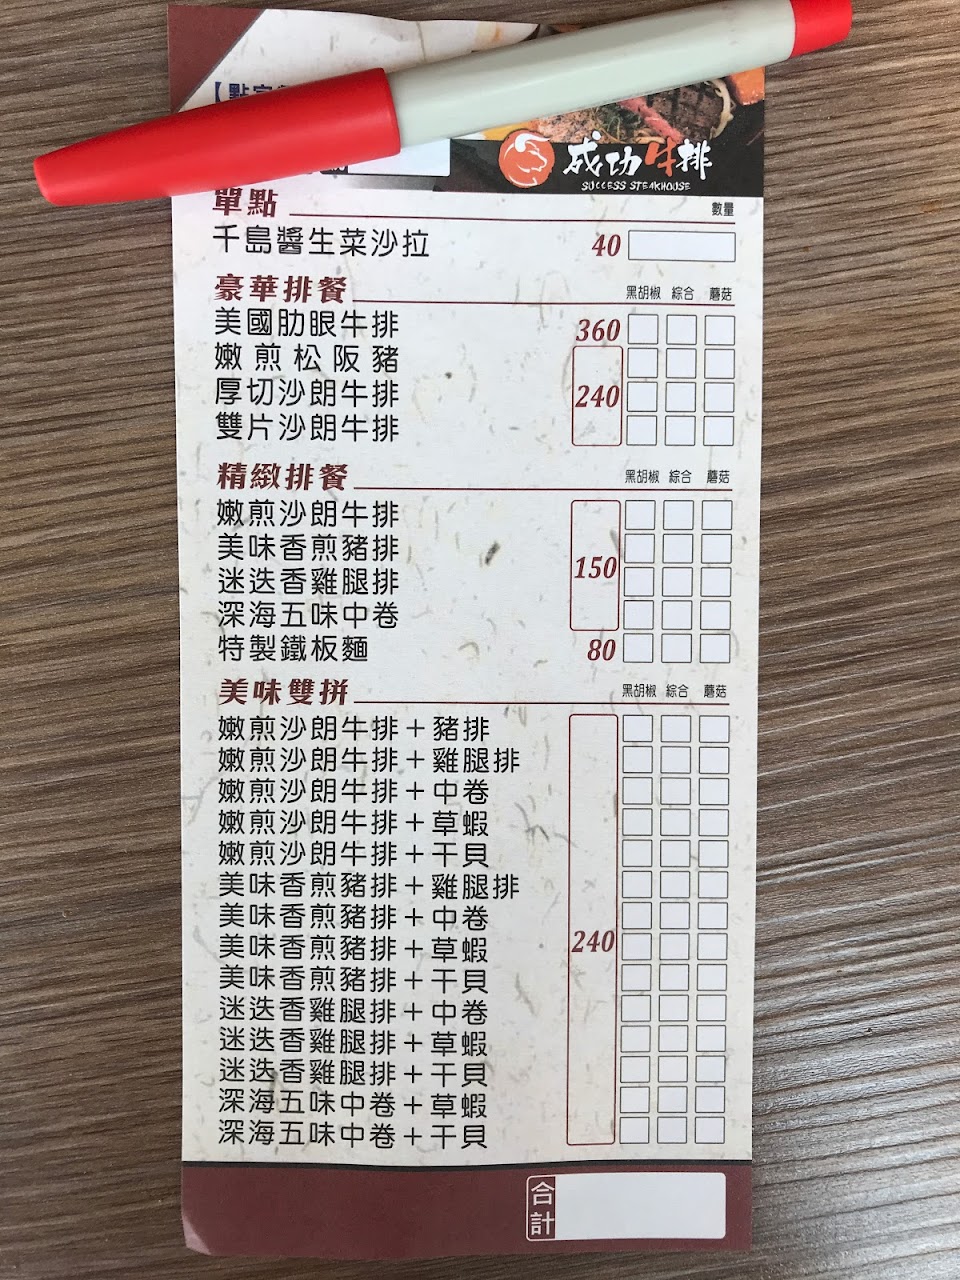 成功牛排
SUCCESS STEAKHOUSE
單點 數量
千島醬生菜沙拉 40
豪華排餐 黑胡椒 綜合 蘑菇
美國肋眼牛排 360
嫩煎松阪豬
厚切沙朗牛排 240
雙片沙朗牛排
精緻排餐 黑胡椒 綜合 蘑菇
嫩煎沙朗牛排
美味香煎豬排
迷迭香雞腿排 150
深海五味中卷
特製鐵板麵 80
美味雙拼 黑胡椒 綜合 蘑菇
嫩煎沙朗牛排+豬排
嫩煎沙朗牛排+雞腿排
嫩煎沙朗牛排+中卷
嫩煎沙朗牛排+草蝦
嫩煎沙朗牛排+干貝
美味香煎豬排+雞腿排
美味香煎豬排+中卷
美味香煎豬排+草蝦 240
美味香煎豬排+干貝
迷迭香雞腿排+中卷
迷迭香雞腿排+草蝦
迷迭香雞腿排+干貝
深海五味中卷+草蝦
深海五味中卷+干貝
合計